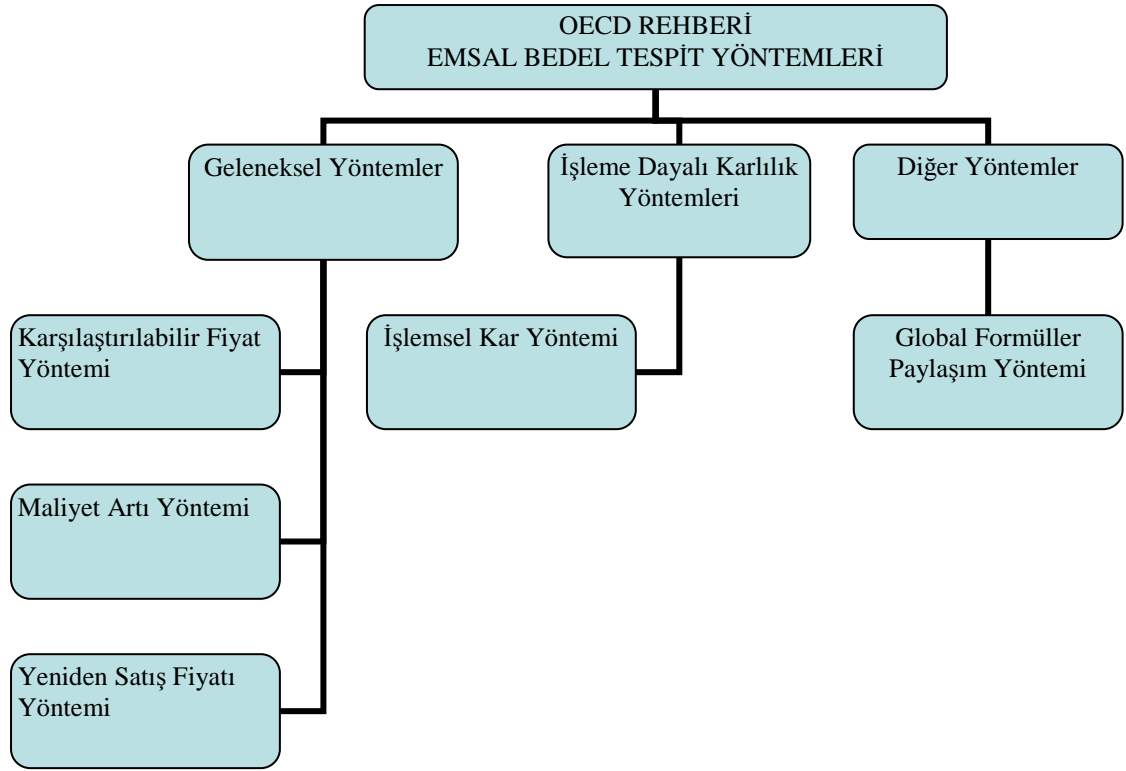 OECD REHBERİ
EMSAL BEDEL TESPİT YÖNTEMLERİ
Geleneksel Yöntemler
İşleme Dayalı Karlılık
Yöntemleri
Diğer Yöntemler
Karşılaştırılabilir Fiyat
Yöntemi
İşlemsel Kar Yöntemi
Global Formüller
Paylaşım Yöntemi
Maliyet Artı Yöntemi
Yeniden Satış Fiyatı
Yöntemi